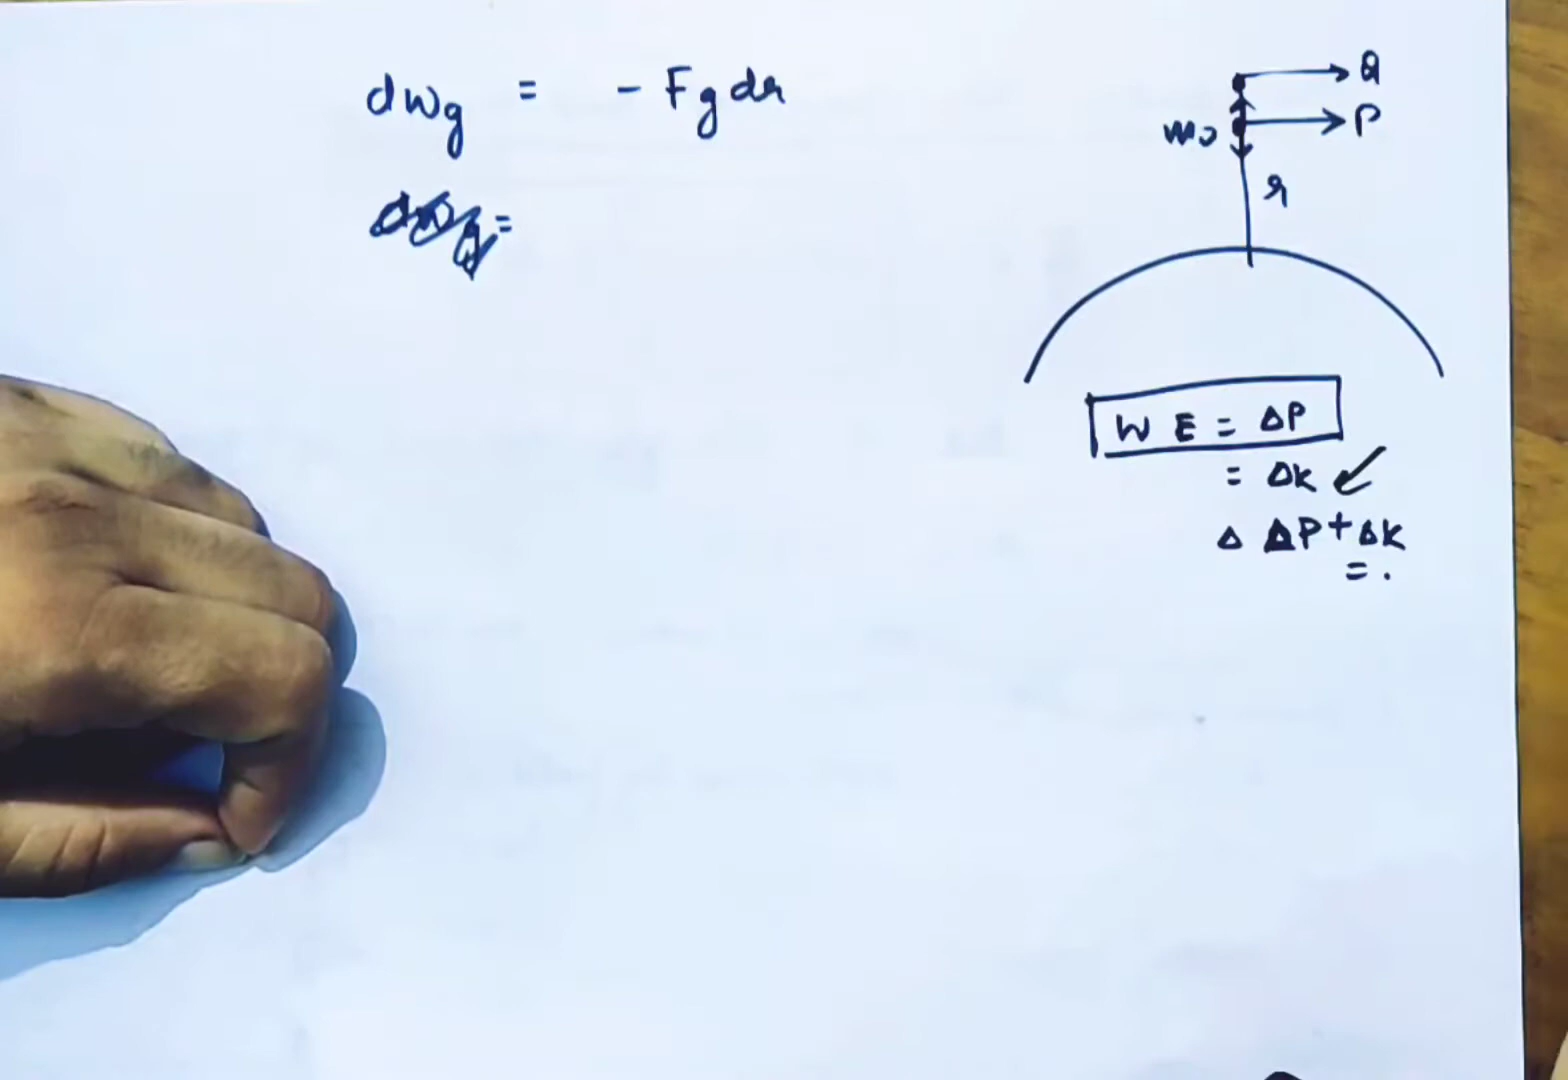 dWg = - Fg dr
=
Q
P
m₀
r
W E = ΔP
= ΔK ✓
Δ ΔP + ΔK
= .